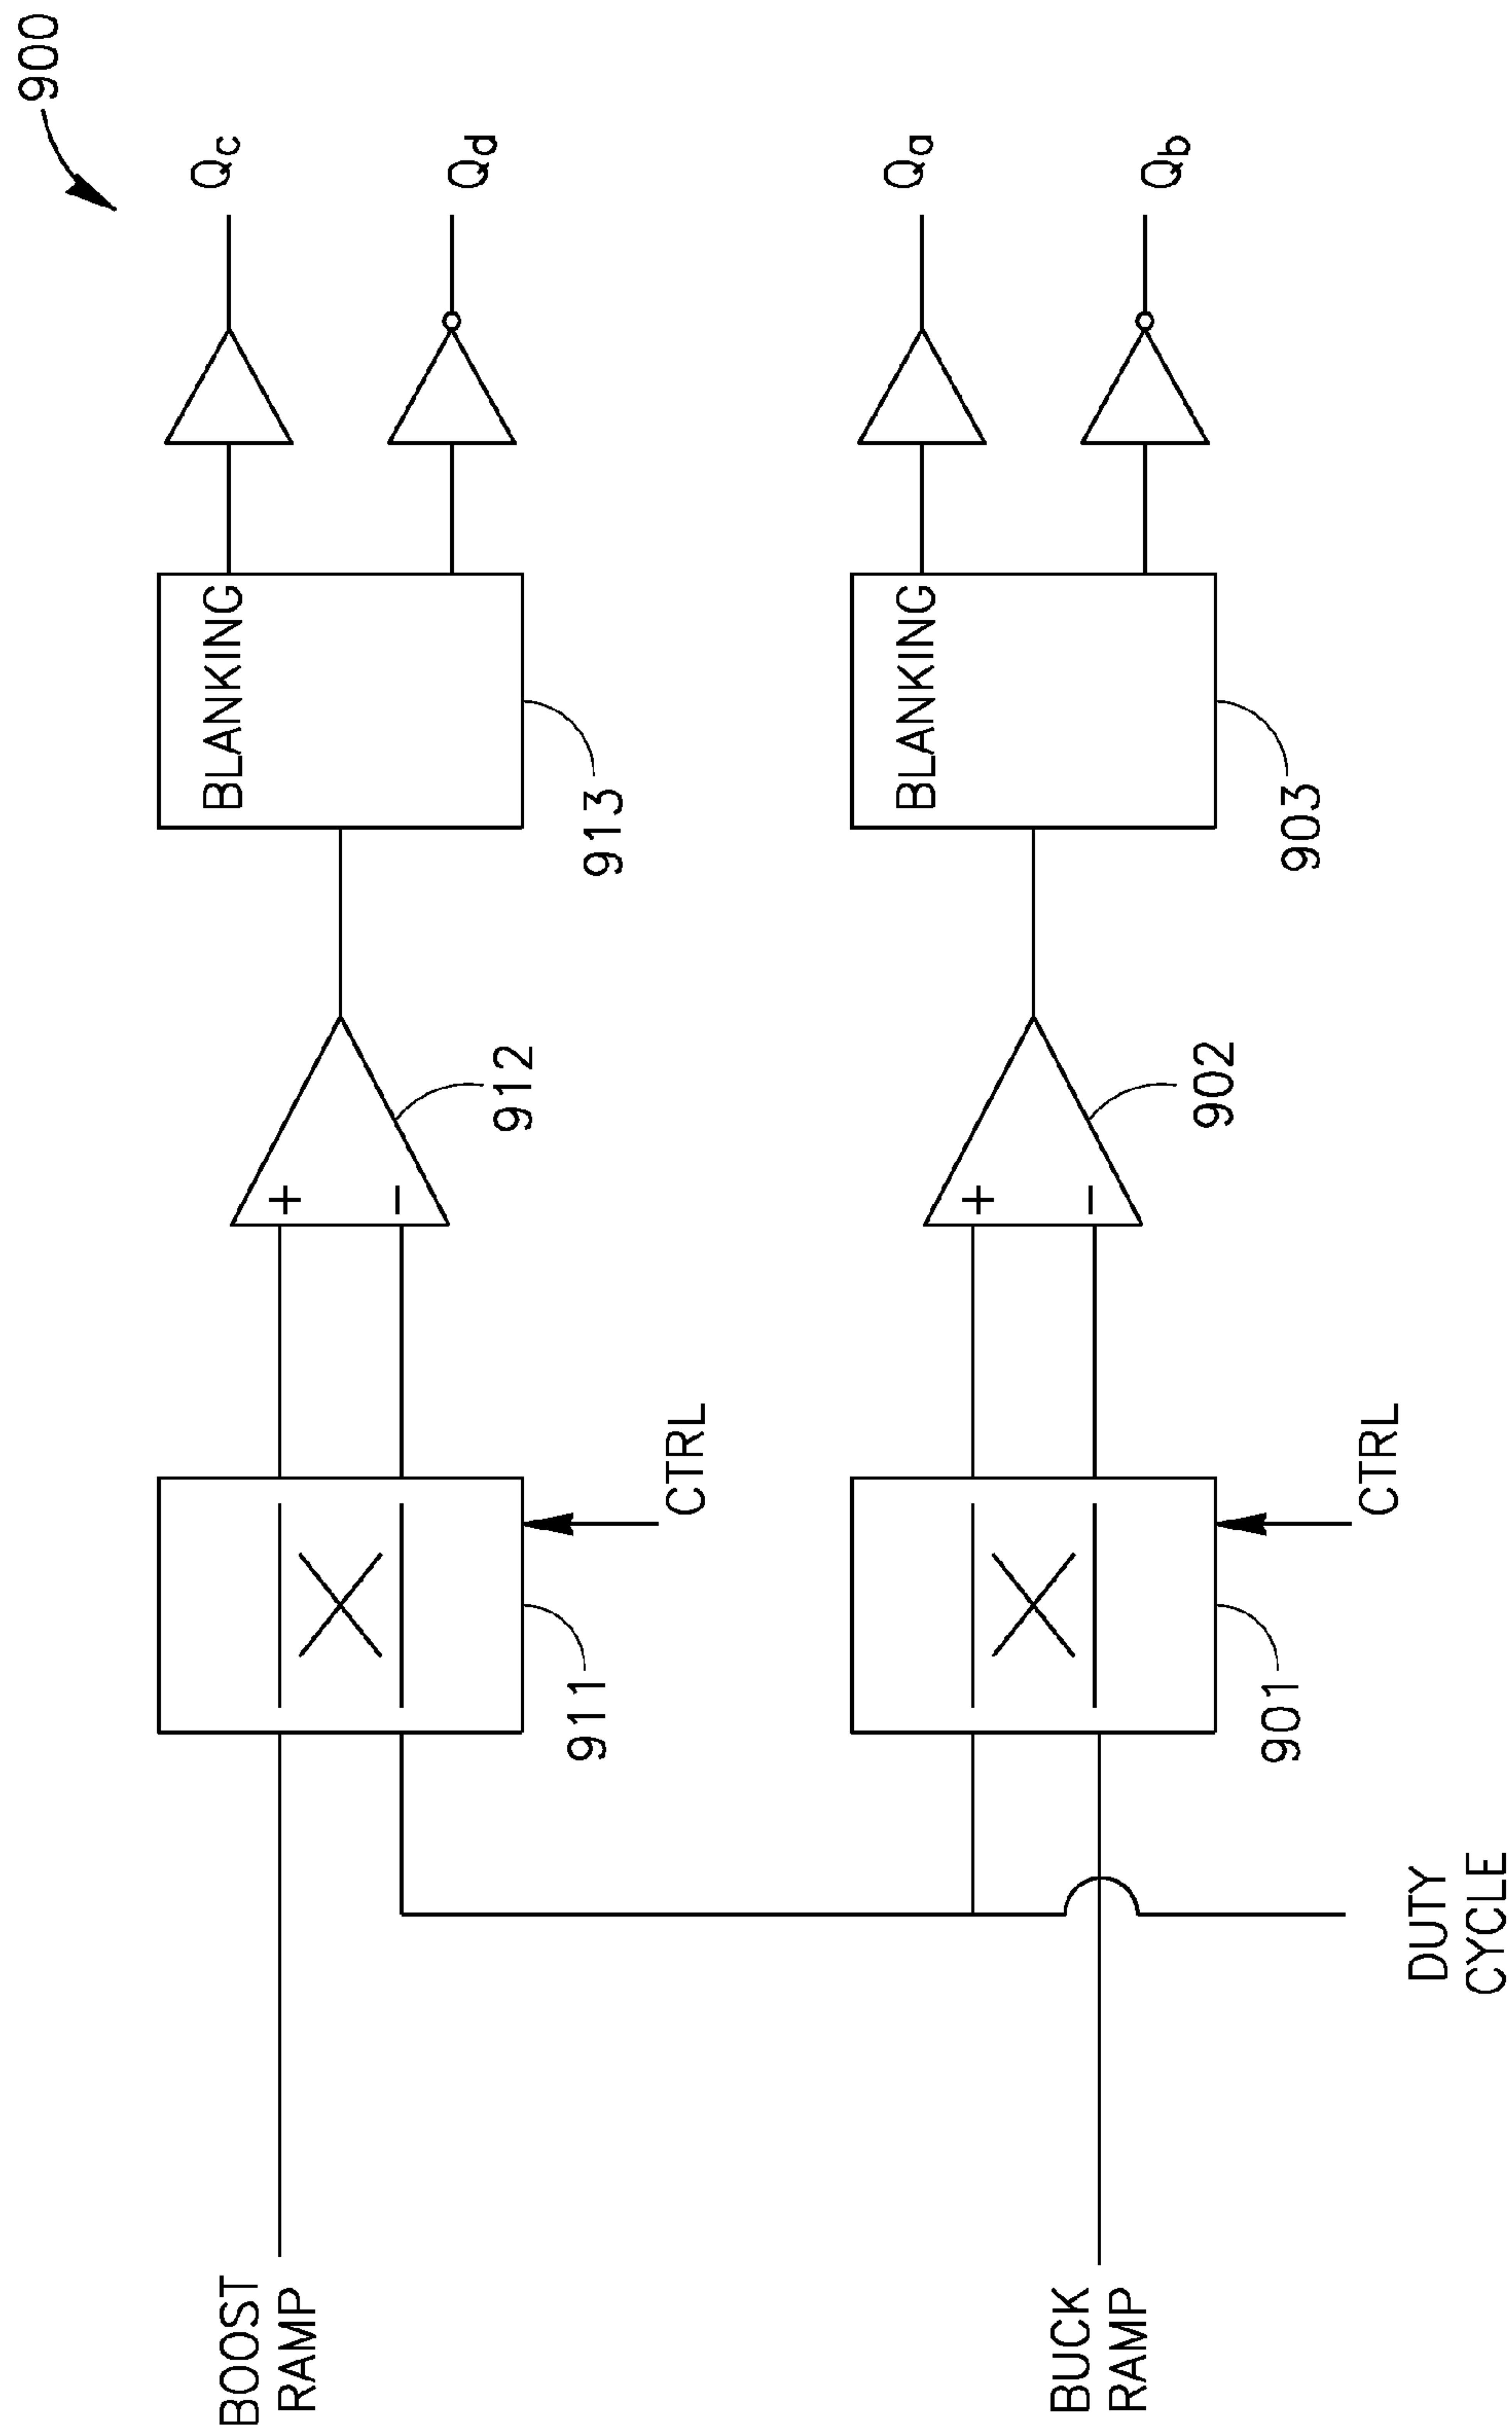 900
BOOST
RAMP
911
CTRL
+
−
912
BLANKING
913
Qc
Qd
BUCK
RAMP
DUTY
CYCLE
901
CTRL
+
−
902
BLANKING
903
Qa
Qb